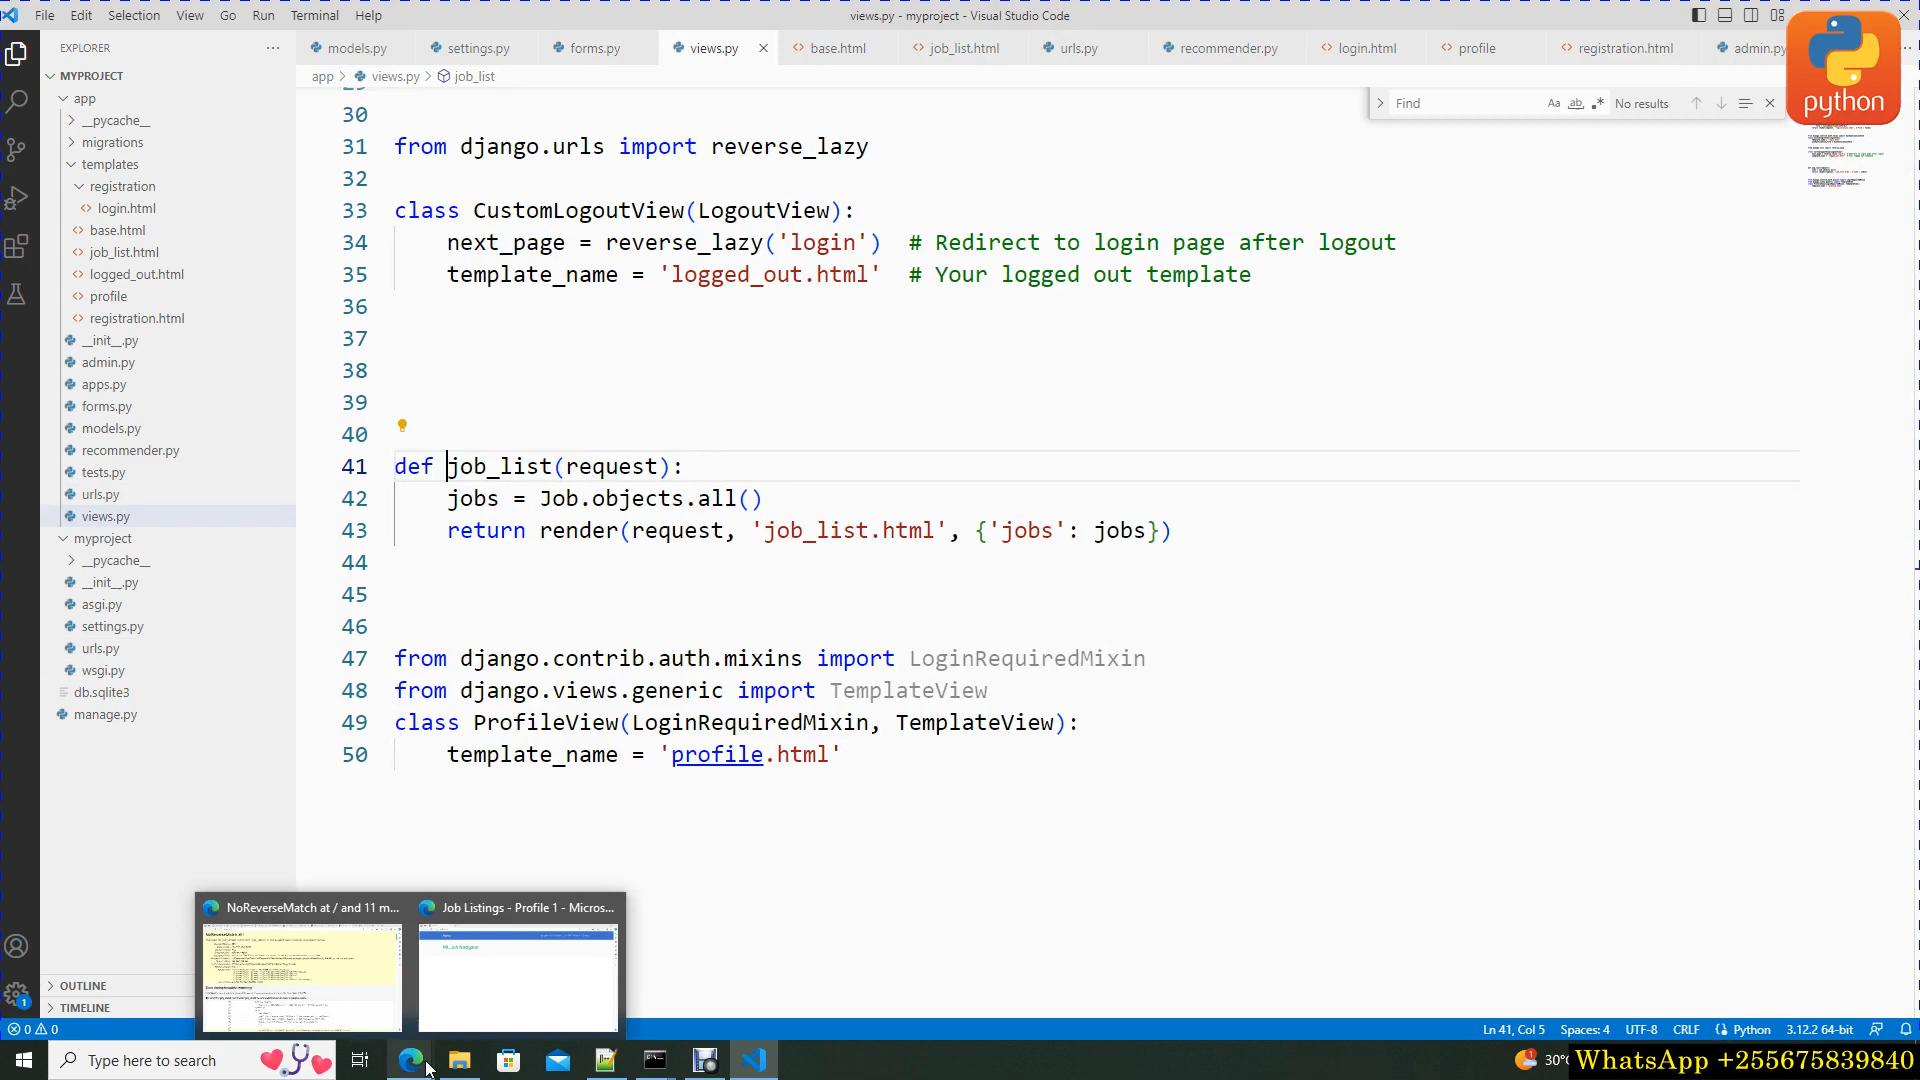 File Edit Selection View Go Run Terminal Help
views.py - myproject - Visual Studio Code
EXPLORER
models.py settings.py forms.py views.py base.html job_list.html urls.py recommender.py login.html profile registration.html admin.py
python
MYPROJECT
app > views.py > job_list
Find Aa ab No results
app
__pycache__
migrations
templates
registration
login.html
base.html
job_list.html
logged_out.html
profile
registration.html
__init__.py
admin.py
apps.py
forms.py
models.py
recommender.py
tests.py
urls.py
views.py
myproject
__pycache__
__init__.py
asgi.py
settings.py
urls.py
wsgi.py
db.sqlite3
manage.py
OUTLINE
TIMELINE
30
31 from django.urls import reverse_lazy
32
33 class CustomLogoutView(LogoutView):
34 next_page = reverse_lazy('login') # Redirect to login page after logout
35 template_name = 'logged_out.html' # Your logged out template
36
37
38
39
40
41 def job_list(request):
42 jobs = Job.objects.all()
43 return render(request, 'job_list.html', {'jobs': jobs})
44
45
46
47 from django.contrib.auth.mixins import LoginRequiredMixin
48 from django.views.generic import TemplateView
49 class ProfileView(LoginRequiredMixin, TemplateView):
50 template_name = 'profile.html'
NoReverseMatch at / and 11 m...
Job Listings - Profile 1 - Micros...
0 0
Ln 41, Col 5 Spaces: 4 UTF-8 CRLF Python 3.12.2 64-bit
Type here to search
30°
WhatsApp +255675839840